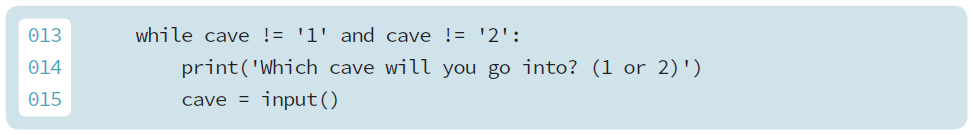 013 while cave != '1' and cave != '2':
014 print('Which cave will you go into? (1 or 2)')
015 cave = input()